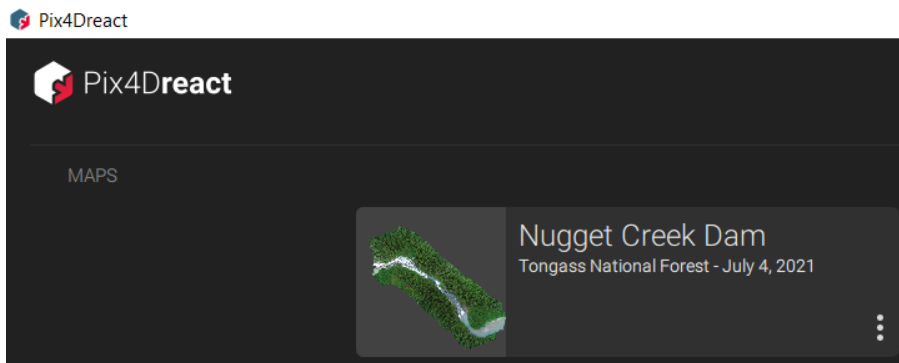 Pix4Dreact
Pix4Dreact
MAPS
Nugget Creek Dam
Tongass National Forest - July 4, 2021